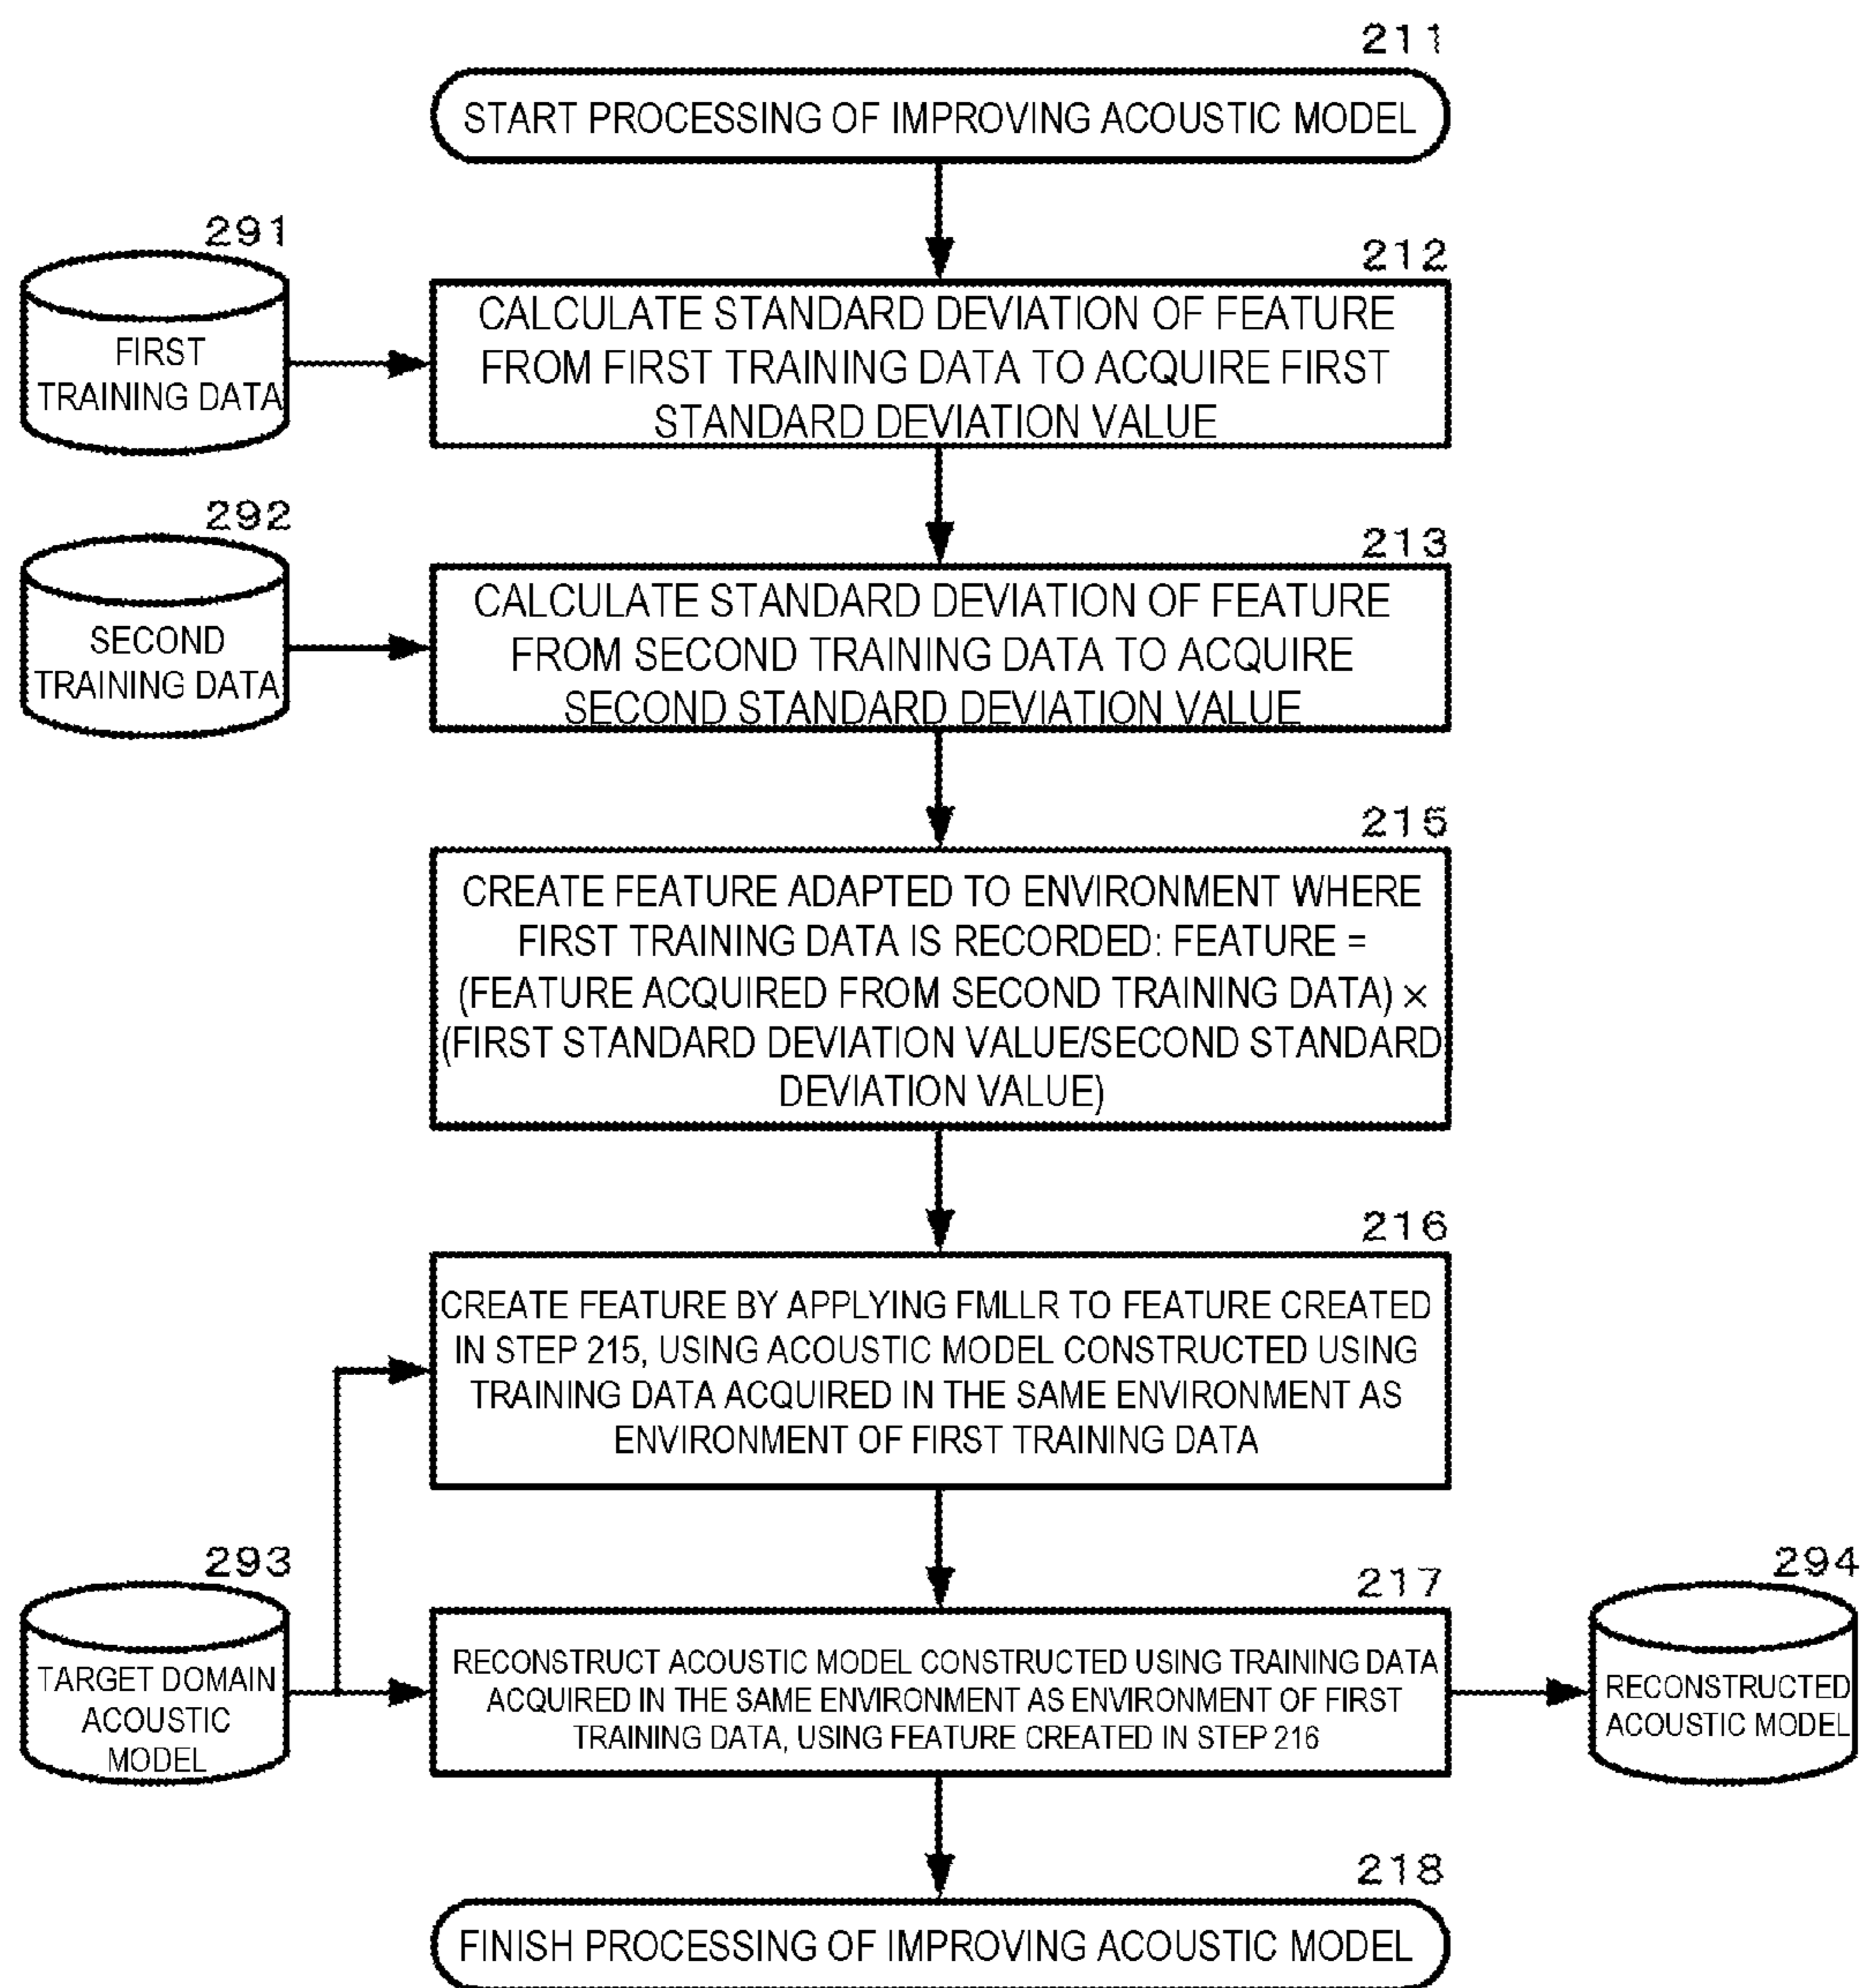 211
START PROCESSING OF IMPROVING ACOUSTIC MODEL
291
FIRST
TRAINING DATA
212
CALCULATE STANDARD DEVIATION OF FEATURE
FROM FIRST TRAINING DATA TO ACQUIRE FIRST
STANDARD DEVIATION VALUE
292
SECOND
TRAINING DATA
213
CALCULATE STANDARD DEVIATION OF FEATURE
FROM SECOND TRAINING DATA TO ACQUIRE
SECOND STANDARD DEVIATION VALUE
215
CREATE FEATURE ADAPTED TO ENVIRONMENT WHERE
FIRST TRAINING DATA IS RECORDED: FEATURE =
(FEATURE ACQUIRED FROM SECOND TRAINING DATA) ×
(FIRST STANDARD DEVIATION VALUE/SECOND STANDARD
DEVIATION VALUE)
216
CREATE FEATURE BY APPLYING FMLLR TO FEATURE CREATED
IN STEP 215, USING ACOUSTIC MODEL CONSTRUCTED USING
TRAINING DATA ACQUIRED IN THE SAME ENVIRONMENT AS
ENVIRONMENT OF FIRST TRAINING DATA
293
TARGET DOMAIN
ACOUSTIC
MODEL
217
RECONSTRUCT ACOUSTIC MODEL CONSTRUCTED USING TRAINING DATA
ACQUIRED IN THE SAME ENVIRONMENT AS ENVIRONMENT OF FIRST
TRAINING DATA, USING FEATURE CREATED IN STEP 216
294
RECONSTRUCTED
ACOUSTIC MODEL
218
FINISH PROCESSING OF IMPROVING ACOUSTIC MODEL